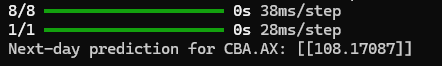 8/8 ━━━━━━━━━━━━━━━━━━━━ 0s 38ms/step
1/1 ━━━━━━━━━━━━━━━━━━━━ 0s 28ms/step
Next-day prediction for CBA.AX: [[108.17087]]